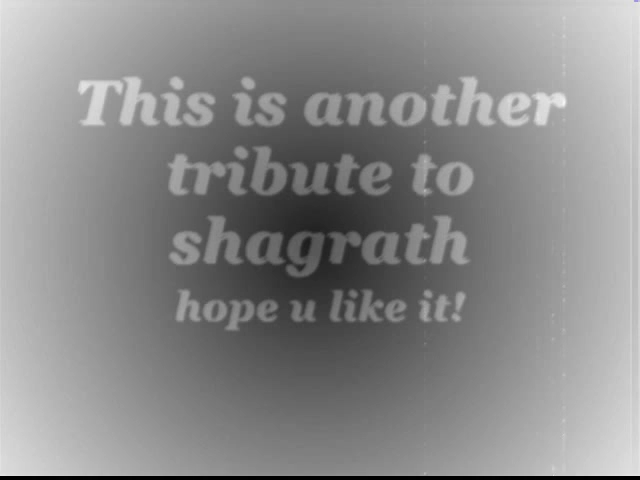 This is another
tribute to
shagrath
hope u like it!